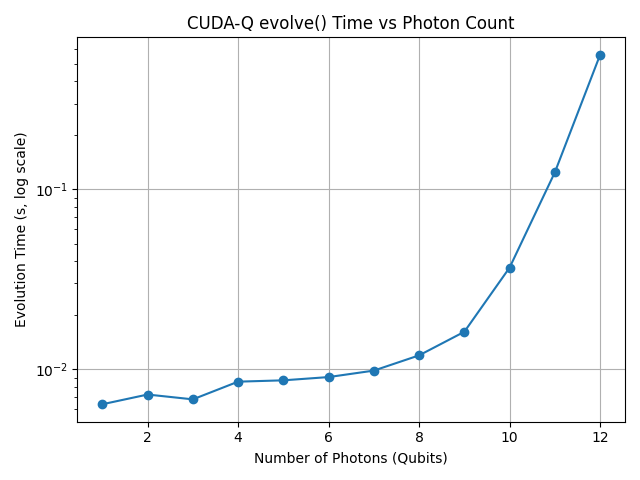 CUDA-Q evolve() Time vs Photon Count
Evolution Time (s, log scale)
10⁻¹
10⁻²
2 4 6 8 10 12
Number of Photons (Qubits)